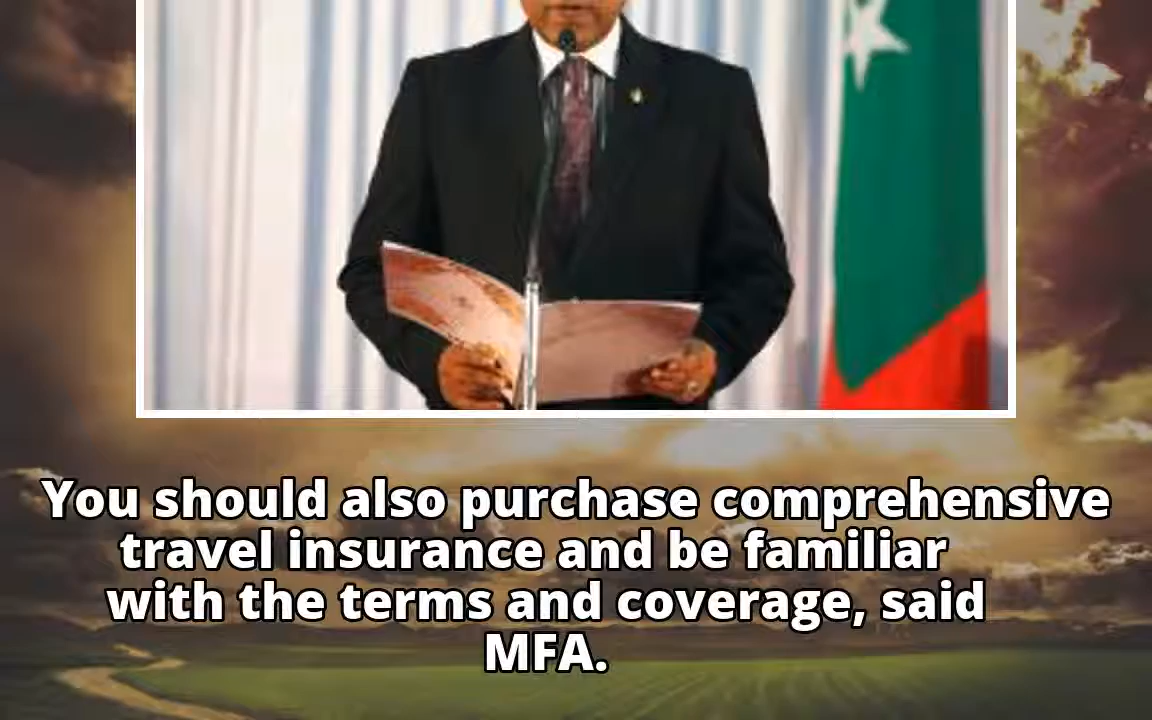 You should also purchase comprehensive
travel insurance and be familiar
with the terms and coverage, said
MFA.